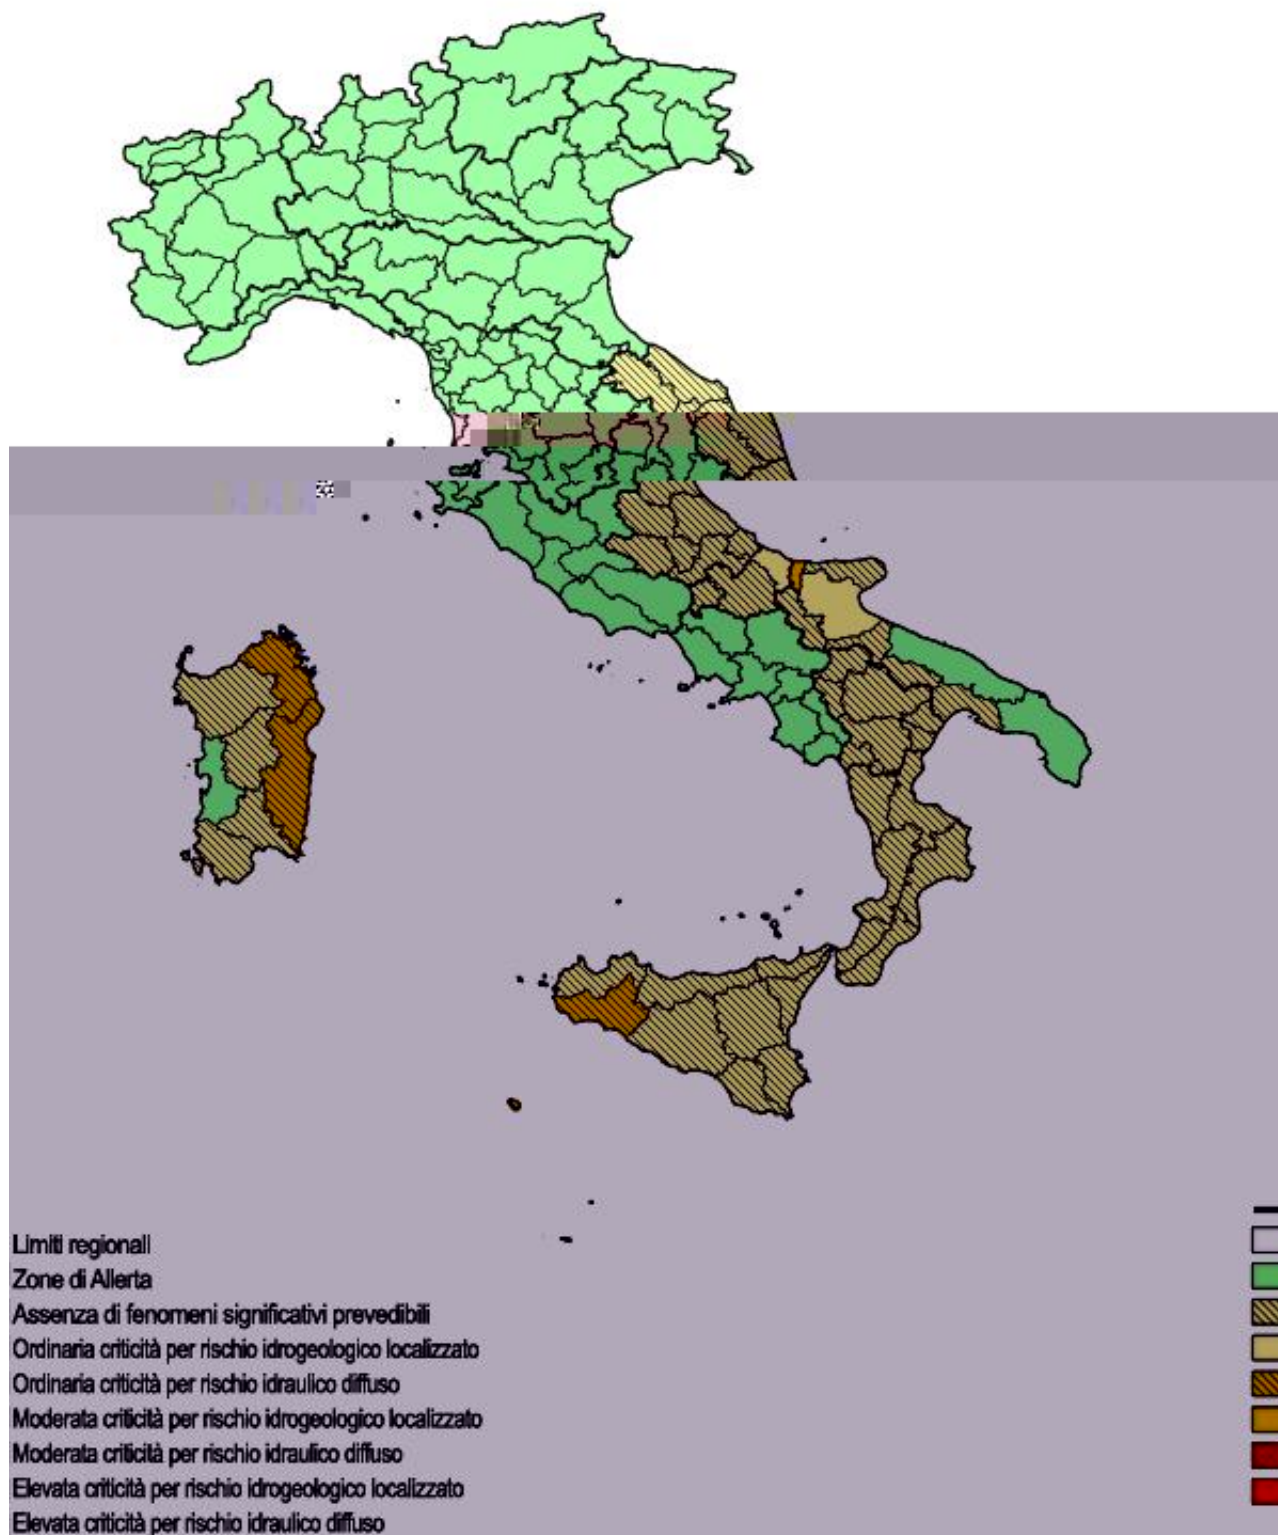 Limiti regionali
Zone di Allerta
Assenza di fenomeni significativi prevedibili
Ordinaria criticità per rischio idrogeologico localizzato
Ordinaria criticità per rischio idraulico diffuso
Moderata criticità per rischio idrogeologico localizzato
Moderata criticità per rischio idraulico diffuso
Elevata criticità per rischio idrogeologico localizzato
Elevata criticità per rischio idraulico diffuso